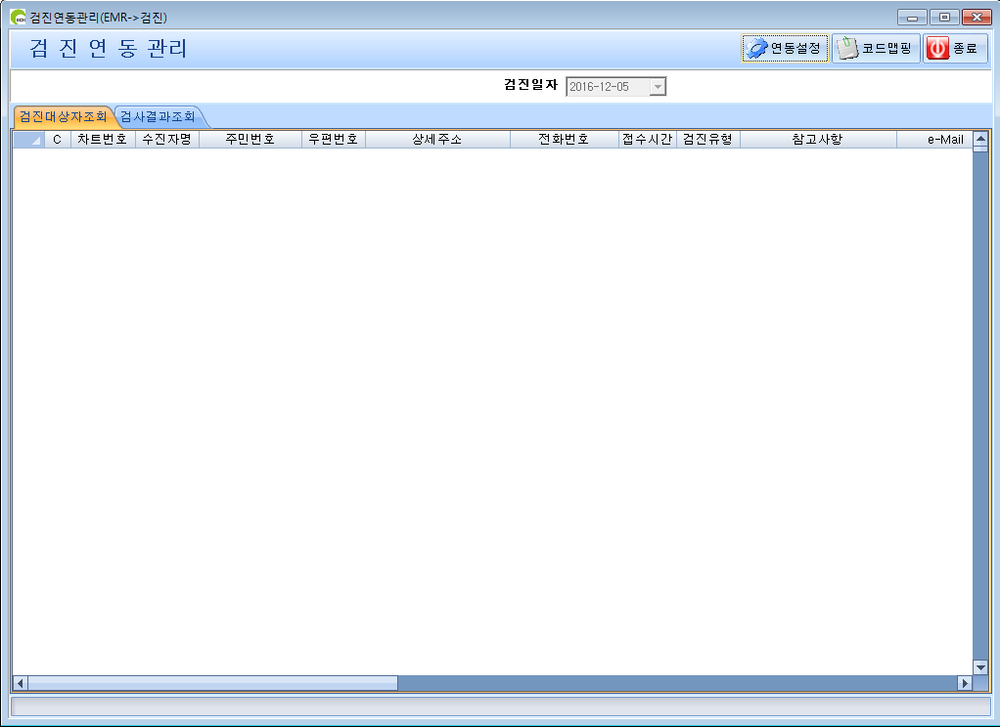 검진연동관리(EMR->검진)
검 진 연 동 관리
연동설정 코드맵핑 종료
검진일자 2016-12-05
검진대상자조회 검사결과조회
C 차트번호 수진자명 주민번호 우편번호 상세주소 전화번호 접수시간 검진유형 참고사항 e-Mail